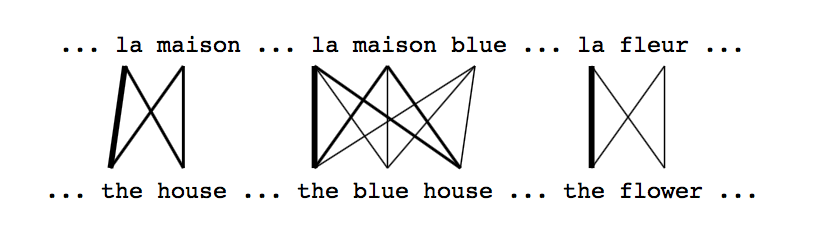 ... la maison ... la maison blue ... la fleur ...
... the house ... the blue house ... the flower ...